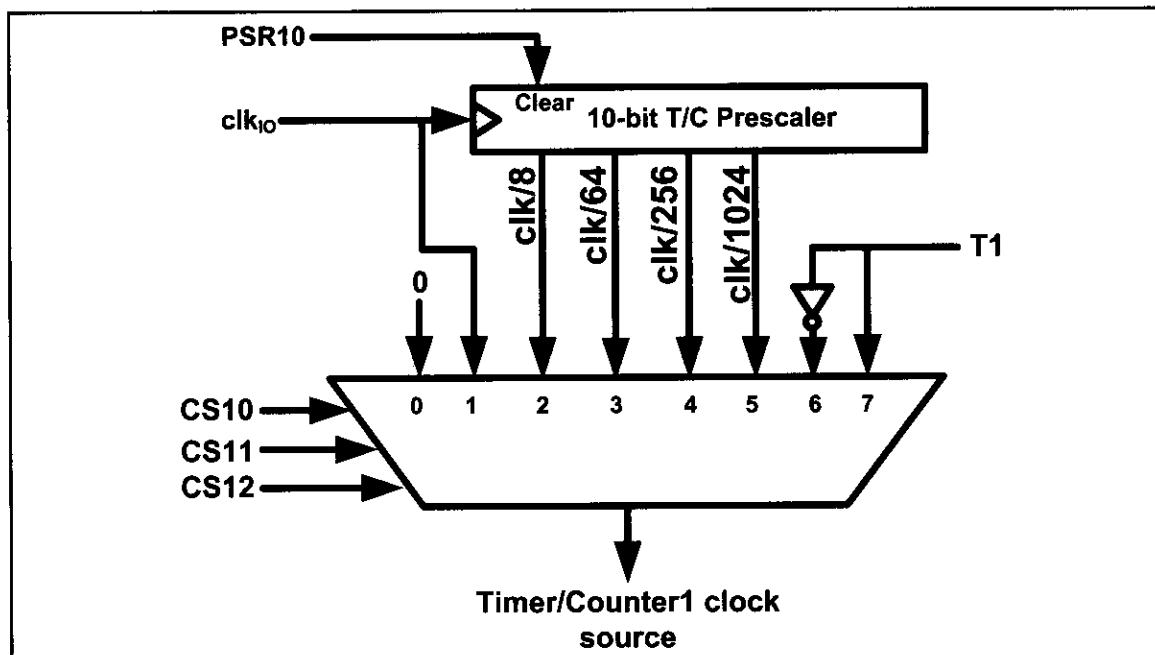 PSR10
Clear
clkIO
10-bit T/C Prescaler
clk/8
clk/64
clk/256
clk/1024
T1
0
0 1 2 3 4 5 6 7
CS10
CS11
CS12
Timer/Counter1 clock
source